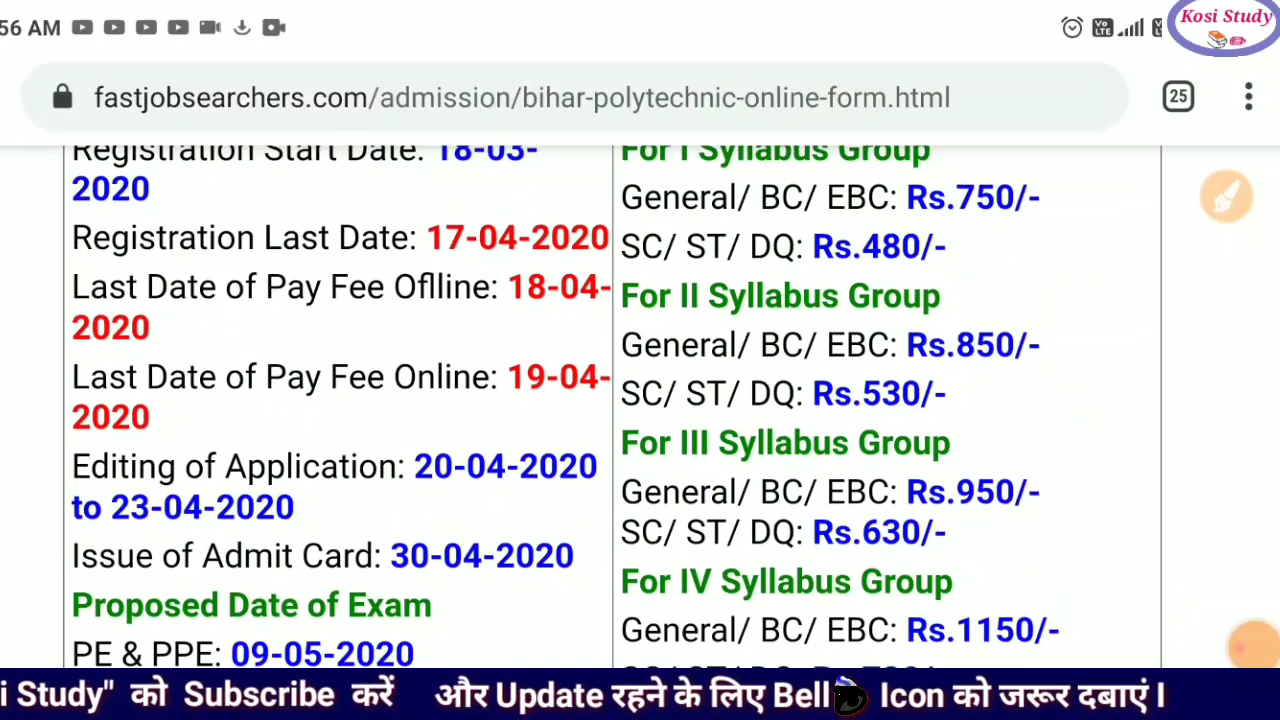 56 AM
Kosi Study
fastjobsearchers.com/admission/bihar-polytechnic-online-form.html
25
Registration Start Date: 18-03-
2020
Registration Last Date: 17-04-2020
Last Date of Pay Fee Oflline: 18-04-
2020
Last Date of Pay Fee Online: 19-04-
2020
Editing of Application: 20-04-2020
to 23-04-2020
Issue of Admit Card: 30-04-2020
Proposed Date of Exam
PE & PPE: 09-05-2020
For I Syllabus Group
General/ BC/ EBC: Rs.750/-
SC/ ST/ DQ: Rs.480/-
For II Syllabus Group
General/ BC/ EBC: Rs.850/-
SC/ ST/ DQ: Rs.530/-
For III Syllabus Group
General/ BC/ EBC: Rs.950/-
SC/ ST/ DQ: Rs.630/-
For IV Syllabus Group
General/ BC/ EBC: Rs.1150/-
i Study" को Subscribe करें और Update रहने के लिए Bell Icon को जरूर दबाएं I